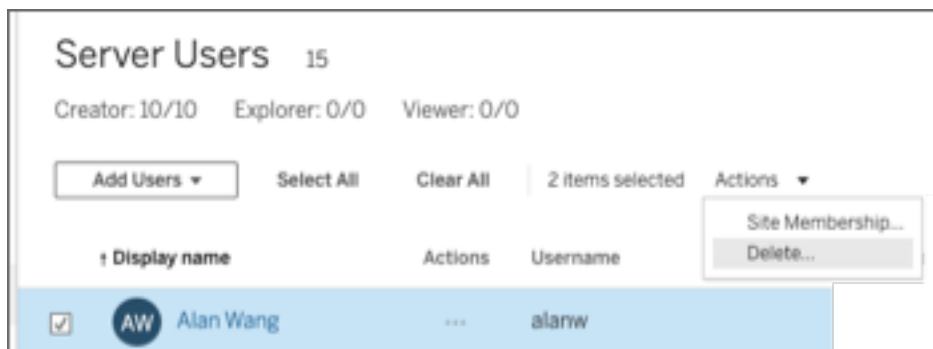 Server Users 15
Creator: 10/10 Explorer: 0/0 Viewer: 0/0
Add Users ▾ Select All Clear All 2 items selected Actions ▾
Site Membership...
Delete...
↑ Display name Actions Username
AW Alan Wang ... alanw